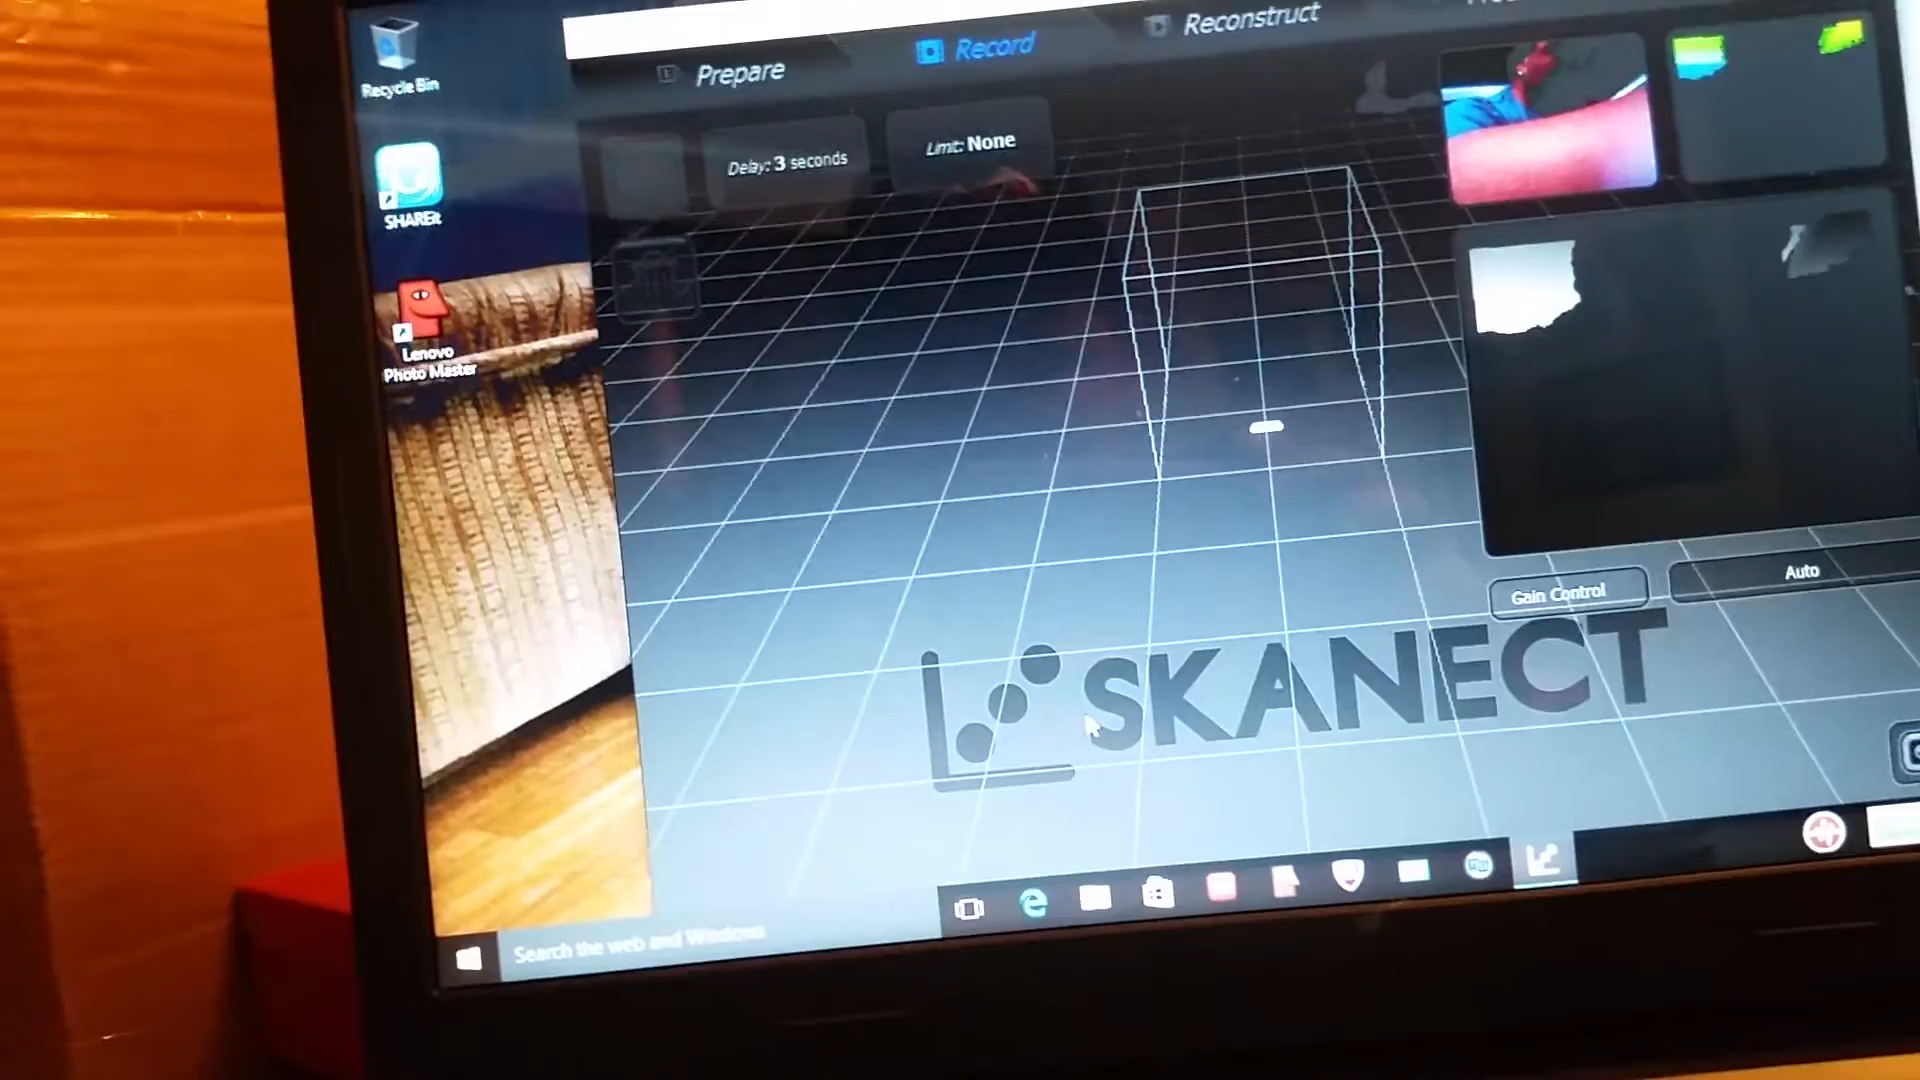 Recycle Bin
SHAREit
Lenovo
Photo Master
Prepare
Record
Reconstruct
Delay: 3 seconds
Limit: None
Gain Control
Auto
SKANECT
Search the web and Windows